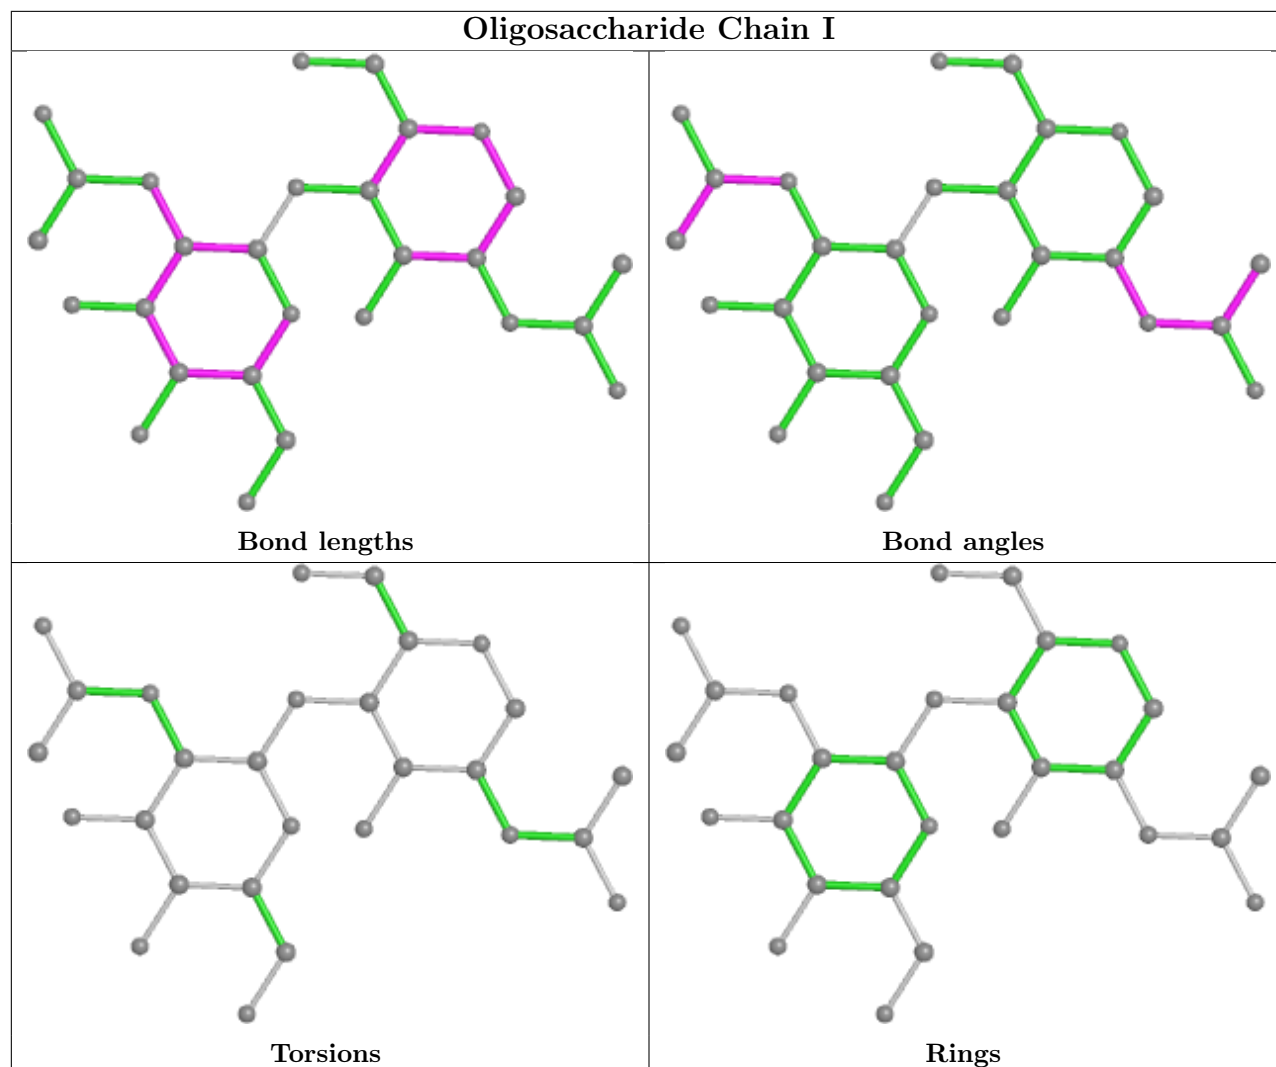 Oligosaccharide Chain I
Bond lengths
Bond angles
Torsions
Rings